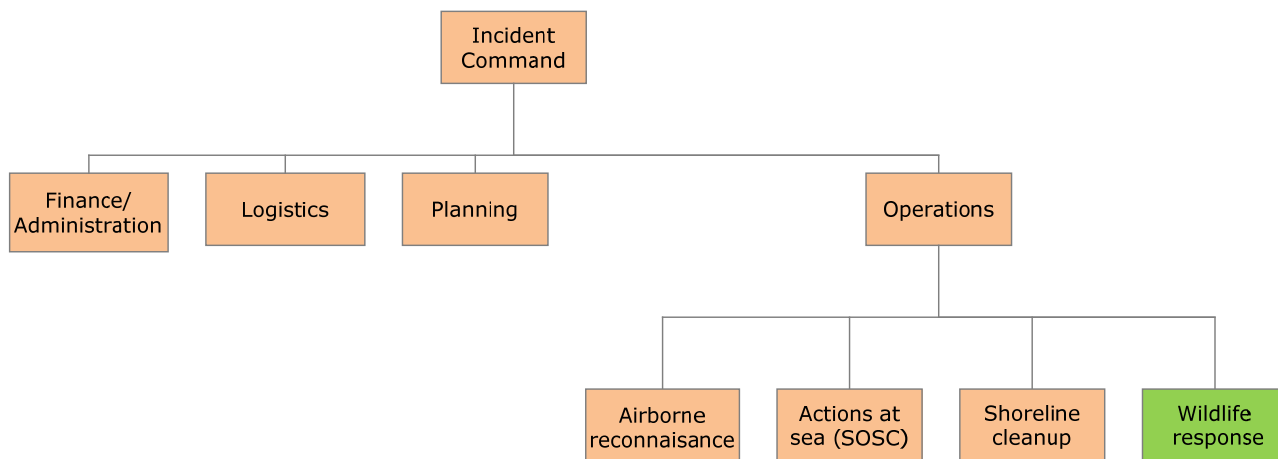 Incident
Command
Finance/
Administration
Logistics
Planning
Operations
Airborne
reconnaisance
Actions at
sea (SOSC)
Shoreline
cleanup
Wildlife
response